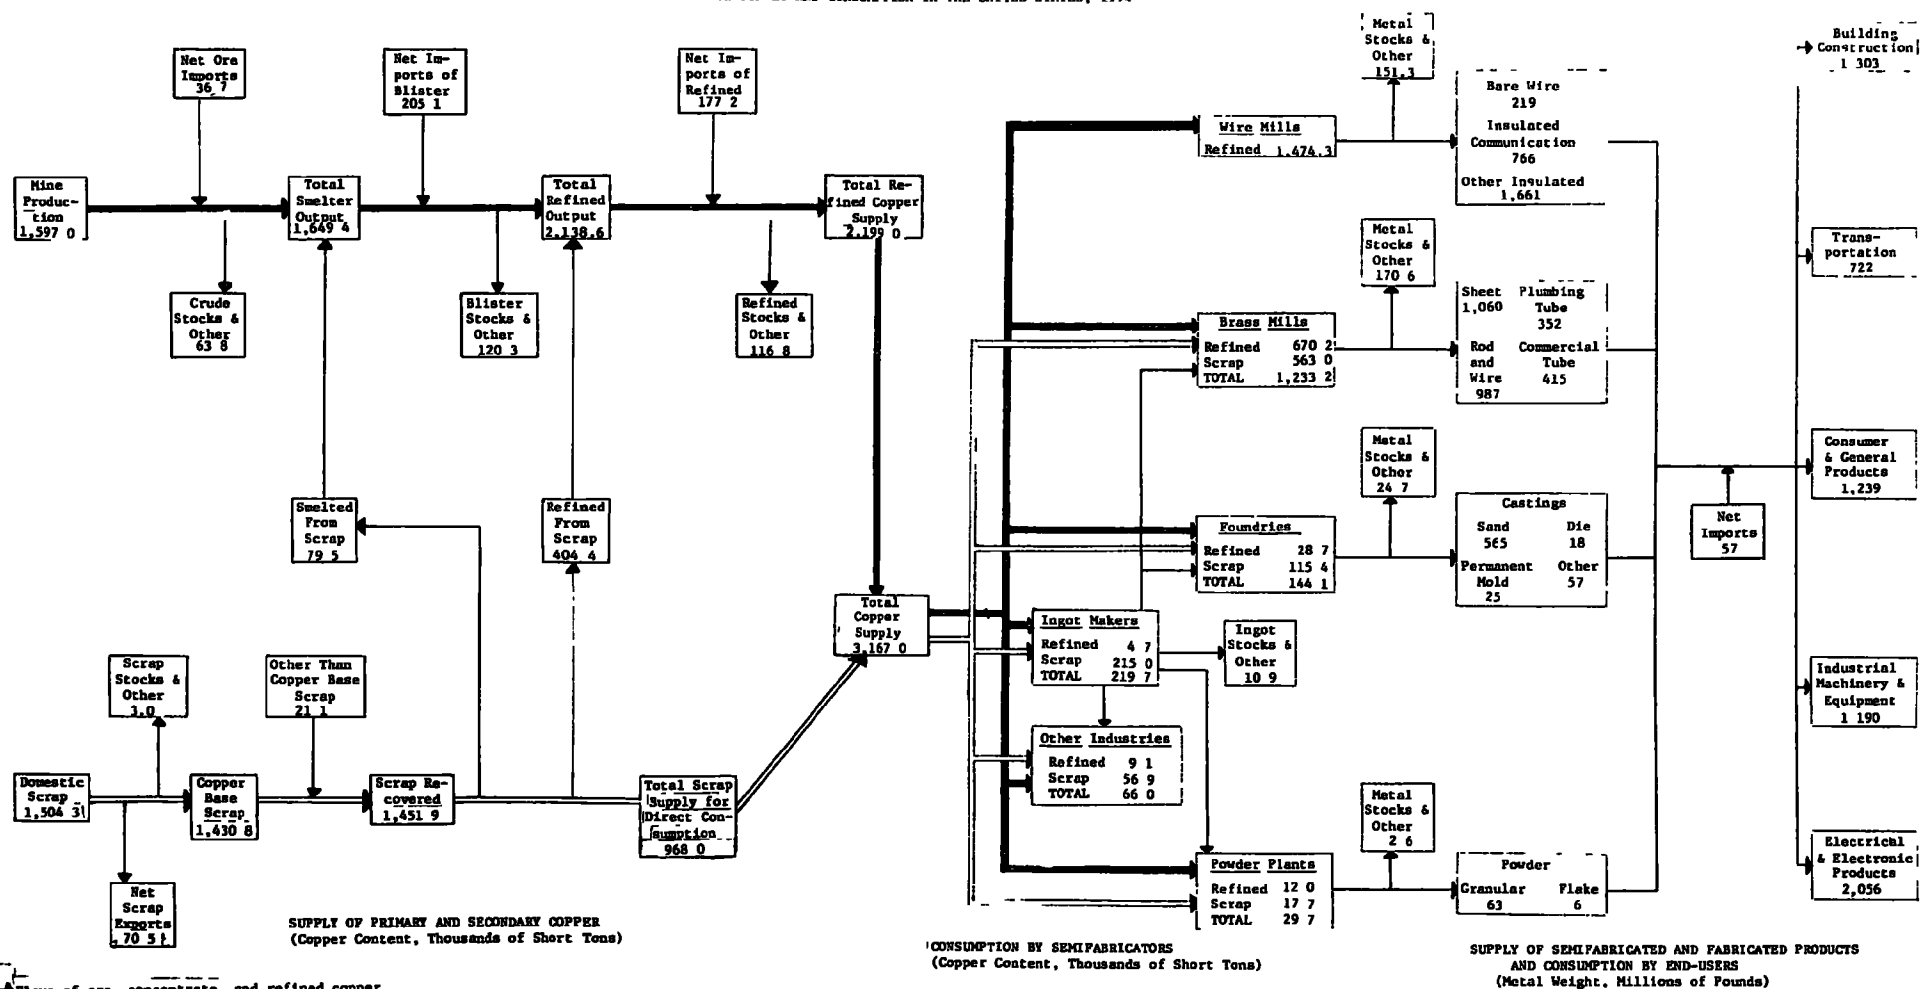 Net Ore
Imports
36 7
Net Im-
ports of
Blister
205 1
Net Im-
ports of
Refined
177 2
Mine
Produc-
tion
1,597 0
Total
Smelter
Output
1,649 4
Total
Refined
Output
2,138.6
Total Re-
fined Copper
Supply
2,199 0
Crude
Stocks &
Other
63 8
Blister
Stocks &
Other
120 3
Refined
Stocks &
Other
116 8
Smelted
From
Scrap
79 5
Refined
From
Scrap
404 4
Total
Copper
Supply
3,167 0
Scrap
Stocks &
Other
3.0
Other Than
Copper Base
Scrap
21 1
Domestic
Scrap
1,504 3
Copper
Base
Scrap
1,430 8
Scrap Re-
covered
1,451 9
Total Scrap
Supply for
Direct Con-
sumption
968 0
Net
Scrap
Exports
70 5
SUPPLY OF PRIMARY AND SECONDARY COPPER
(Copper Content, Thousands of Short Tons)
Wire Mills
Refined 1,474.3
Metal
Stocks &
Other
151.3
Bare Wire
219
Insulated
Communication
766
Other Insulated
1,661
Brass Mills
Refined 670 2
Scrap 563 0
TOTAL 1,233 2
Metal
Stocks &
Other
170 6
Sheet Plumbing
1,060 Tube
352
Rod Commercial
and Tube
Wire 415
987
Foundries
Refined 28 7
Scrap 115 4
TOTAL 144 1
Metal
Stocks &
Other
24 7
Castings
Sand Die
565 18
Permanent Other
Mold 57
25
Ingot Makers
Refined 4 7
Scrap 215 0
TOTAL 219 7
Ingot
Stocks &
Other
10 9
Other Industries
Refined 9 1
Scrap 56 9
TOTAL 66 0
Powder Plants
Refined 12 0
Scrap 17 7
TOTAL 29 7
Metal
Stocks &
Other
2 6
Powder
Granular Flake
63 6
CONSUMPTION BY SEMIFABRICATORS
(Copper Content, Thousands of Short Tons)
Net
Imports
57
Building
Construction
1 303
Trans-
portation
722
Consumer
& General
Products
1,239
Industrial
Machinery &
Equipment
1 190
Electrical
& Electronic
Products
2,056
SUPPLY OF SEMIFABRICATED AND FABRICATED PRODUCTS
AND CONSUMPTION BY END-USERS
(Metal Weight, Millions of Pounds)
of ore, concentrate, and refined copper